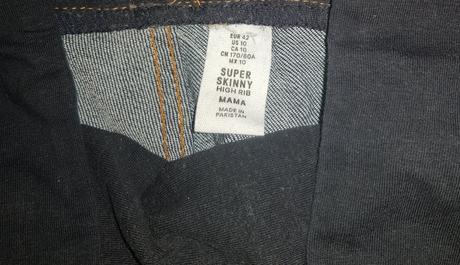 EUR 42
US 10
CA 10
CN 170/80A
MX 10
SUPER
SKINNY
HIGH RIB
MAMA
MADE IN
PAKISTAN